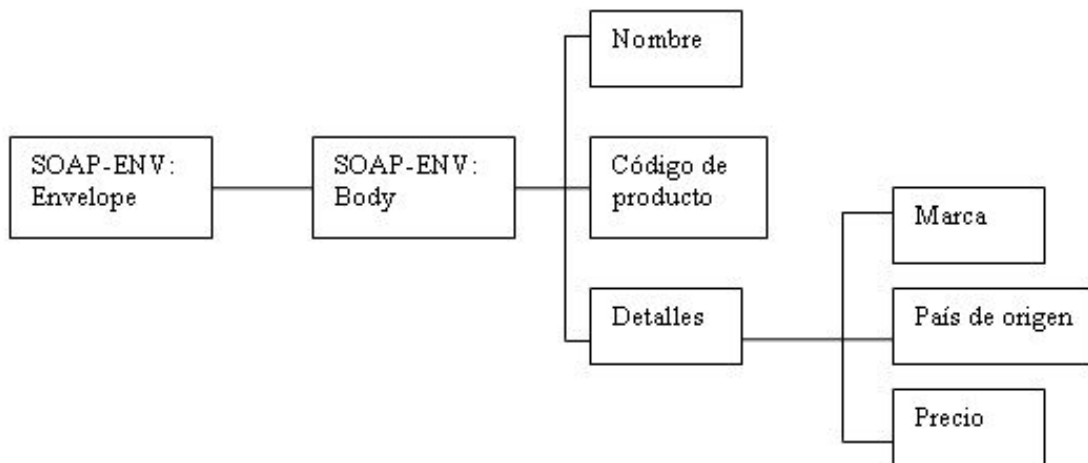 Nombre
SOAP-ENV:
Envelope
SOAP-ENV:
Body
Código de
producto
Detalles
Marca
País de origen
Precio